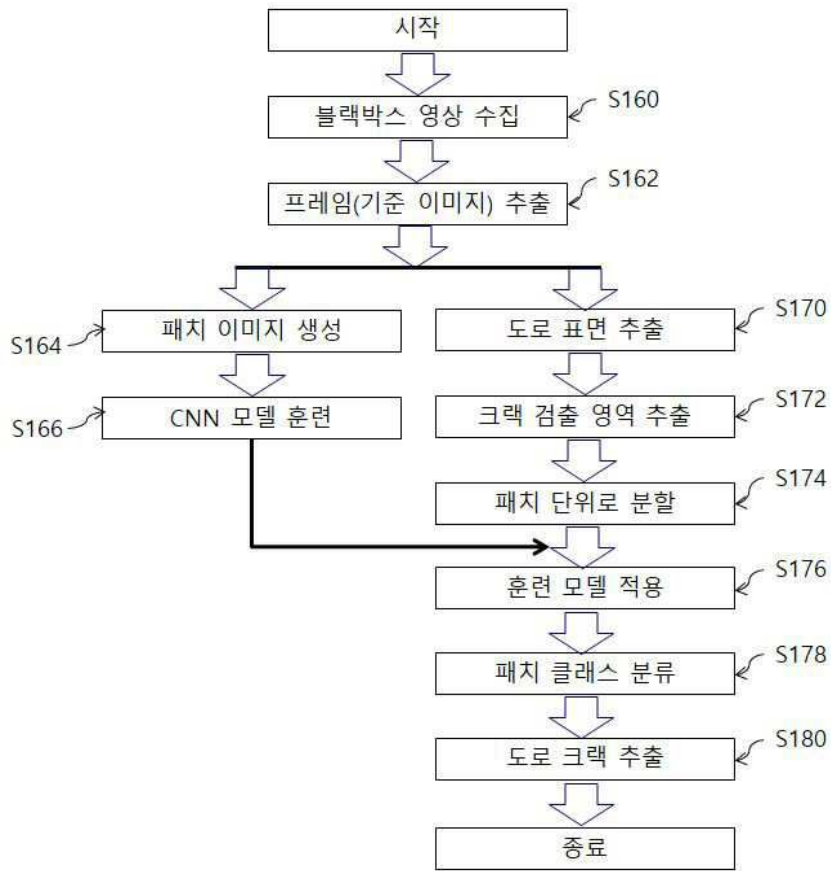 시작
블랙박스 영상 수집
S160
프레임(기준 이미지) 추출
S162
패치 이미지 생성
S164
CNN 모델 훈련
S166
도로 표면 추출
S170
크랙 검출 영역 추출
S172
패치 단위로 분할
S174
훈련 모델 적용
S176
패치 클래스 분류
S178
도로 크랙 추출
S180
종료